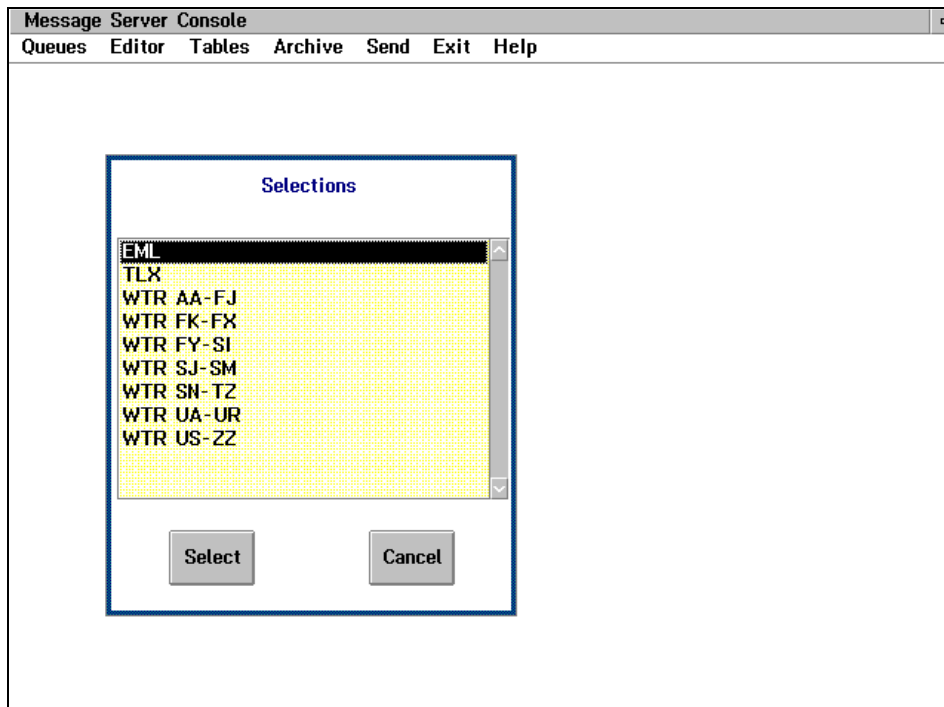 Message Server Console
Queues Editor Tables Archive Send Exit Help
Selections
EML
TLX
WTR AA-FJ
WTR FK-FX
WTR FY-SI
WTR SJ-SM
WTR SN-TZ
WTR UA-UR
WTR US-ZZ
Select Cancel